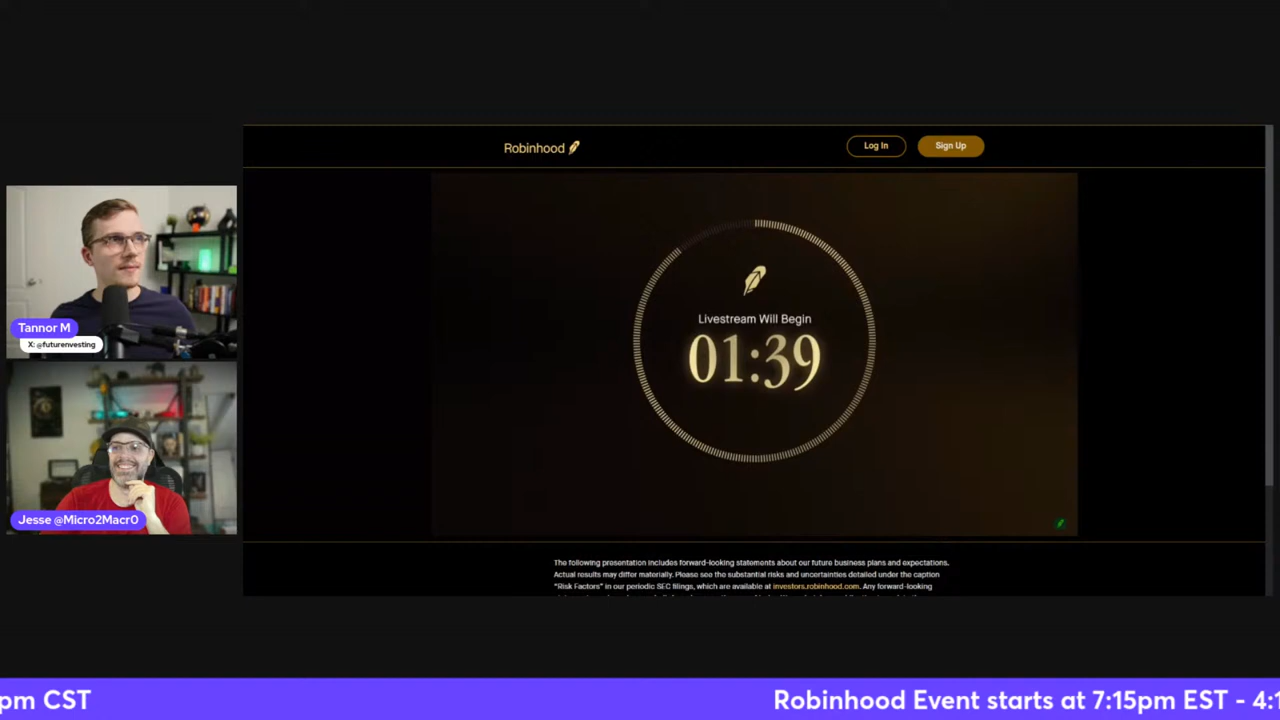 Robinhood
Log In
Sign Up
Livestream Will Begin
01:39
Tannor M
X: @futurenvesting
Jesse @Micro2Macr0
The following presentation includes forward-looking statements about our future business plans and expectations.
Actual results may differ materially. Please see the substantial risks and uncertainties detailed under the caption
"Risk Factors" in our periodic SEC filings, which are available at investors.robinhood.com. Any forward-looking
pm CST
Robinhood Event starts at 7:15pm EST - 4:1